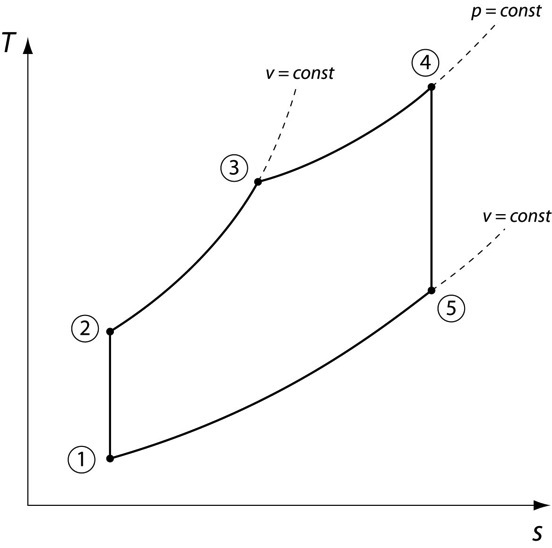 p = const
T
v = const
④
③
v = const
②
⑤
①
s